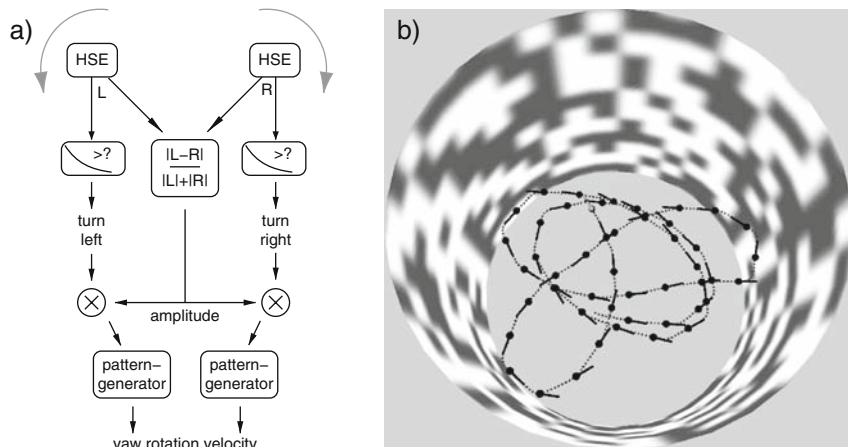 a)
b)
HSE
HSE
L
R
>?
>?
|L−R|
|L|+|R|
turn
left
turn
right
×
×
amplitude
pattern−
generator
pattern−
generator
yaw rotation velocity